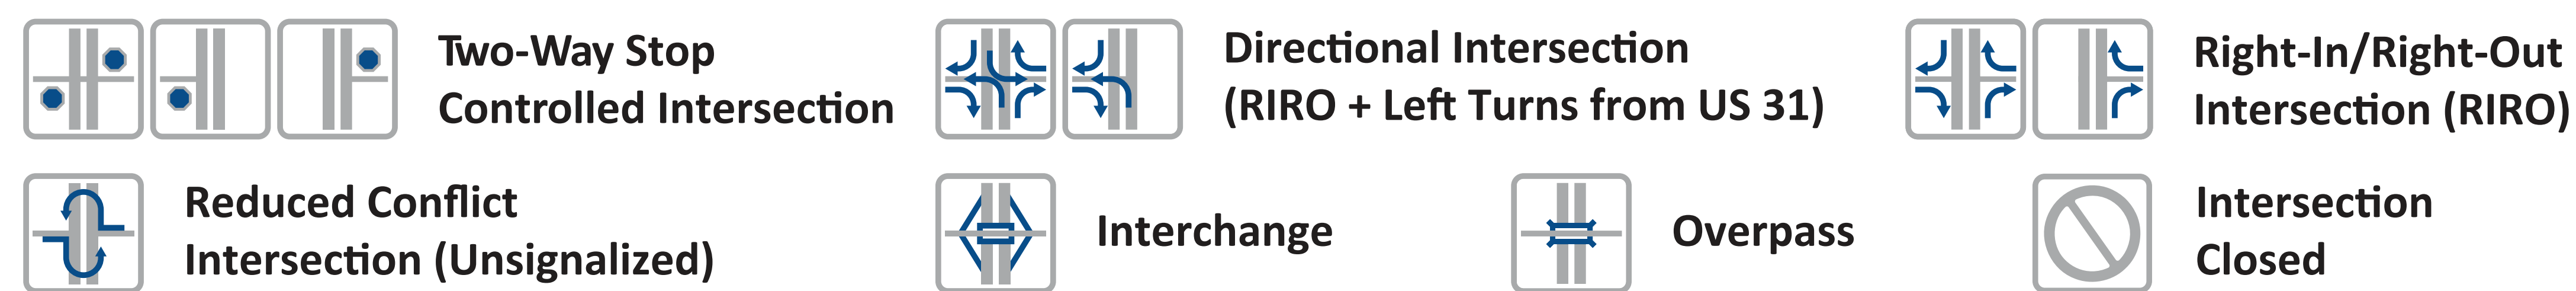 Two-Way Stop
Controlled Intersection
Directional Intersection
(RIRO + Left Turns from US 31)
Right-In/Right-Out
Intersection (RIRO)
Reduced Conflict
Intersection (Unsignalized)
Interchange
Overpass
Intersection
Closed